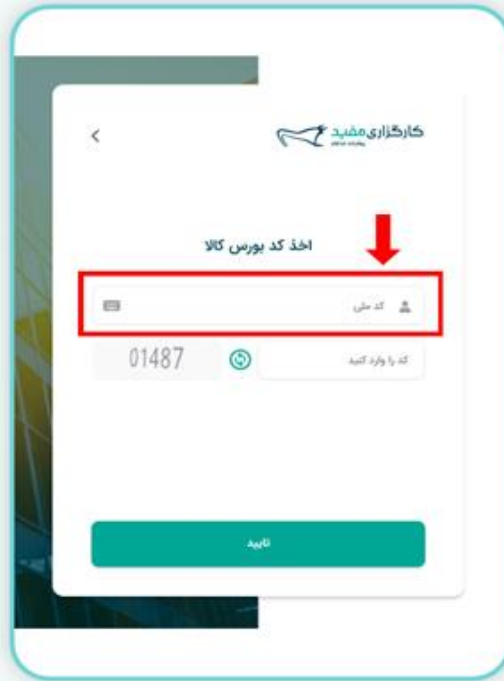 کارگزاری مفید
اخذ کد بورس کالا
کد ملی
کد را وارد کنید
01487
تایید